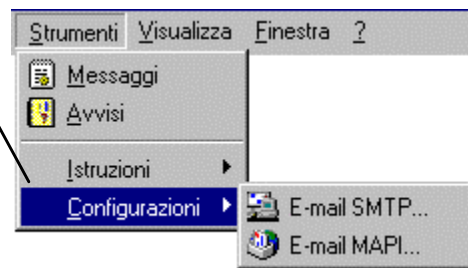 Strumenti Visualizza Finestra ?
Messaggi
Avvisi
Istruzioni
Configurazioni
E-mail SMTP...
E-mail MAPI...